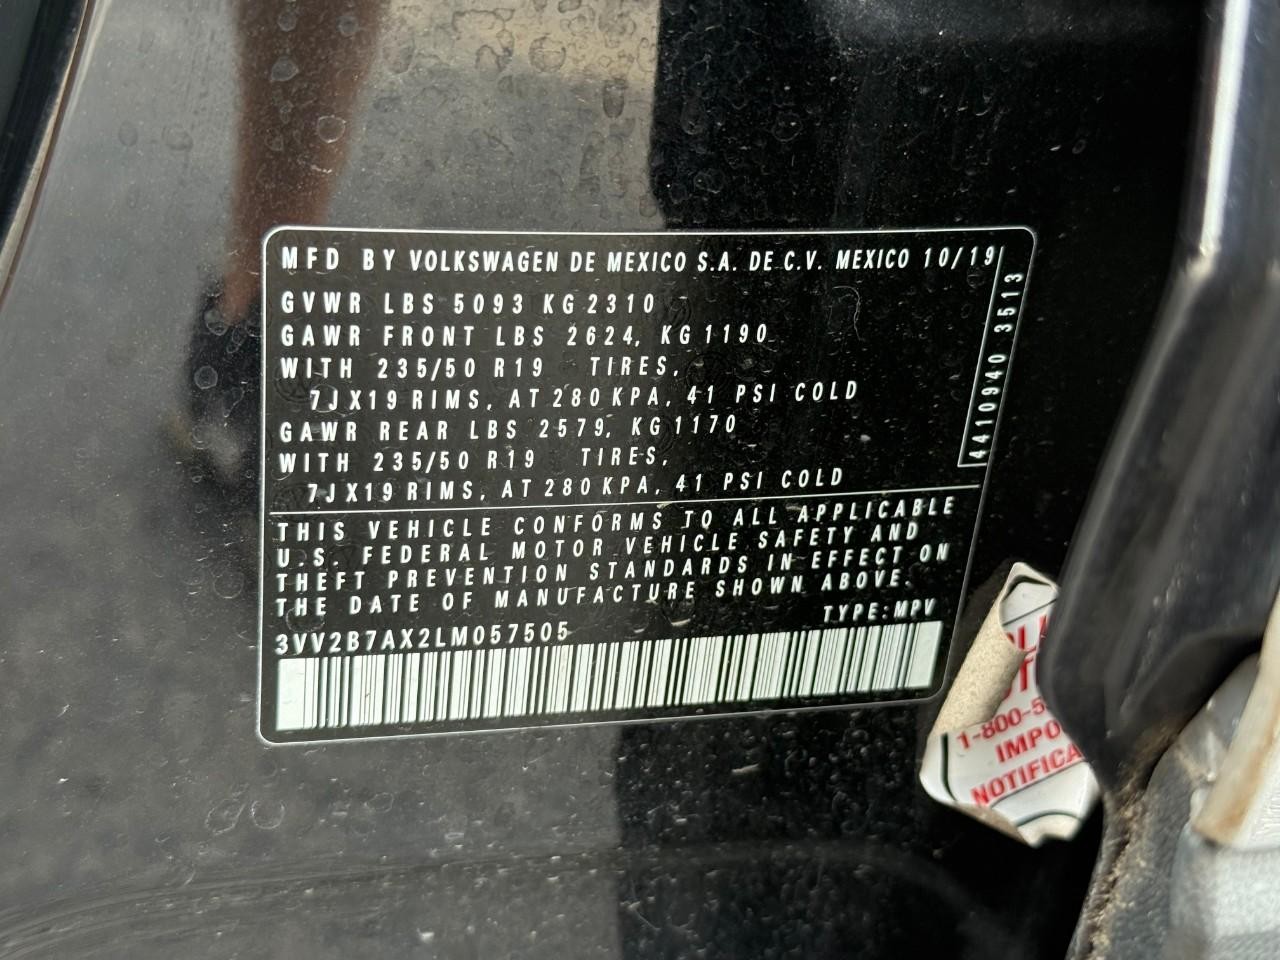 MFD BY VOLKSWAGEN DE MEXICO S.A. DE C.V. MEXICO 10/19
GVWR LBS 5093 KG 2310
GAWR FRONT LBS 2624, KG 1190
WITH 235/50 R19 TIRES,
7JX19 RIMS, AT 280 KPA, 41 PSI COLD
GAWR REAR LBS 2579, KG 1170
WITH 235/50 R19 TIRES,
7JX19 RIMS, AT 280 KPA, 41 PSI COLD
4410940 3513
THIS VEHICLE CONFORMS TO ALL APPLICABLE
U.S. FEDERAL MOTOR VEHICLE SAFETY AND
THEFT PREVENTION STANDARDS IN EFFECT ON
THE DATE OF MANUFACTURE SHOWN ABOVE.
TYPE: MPV
3VV2B7AX2LM057505
1-800-5
IMPO
NOTIFICA